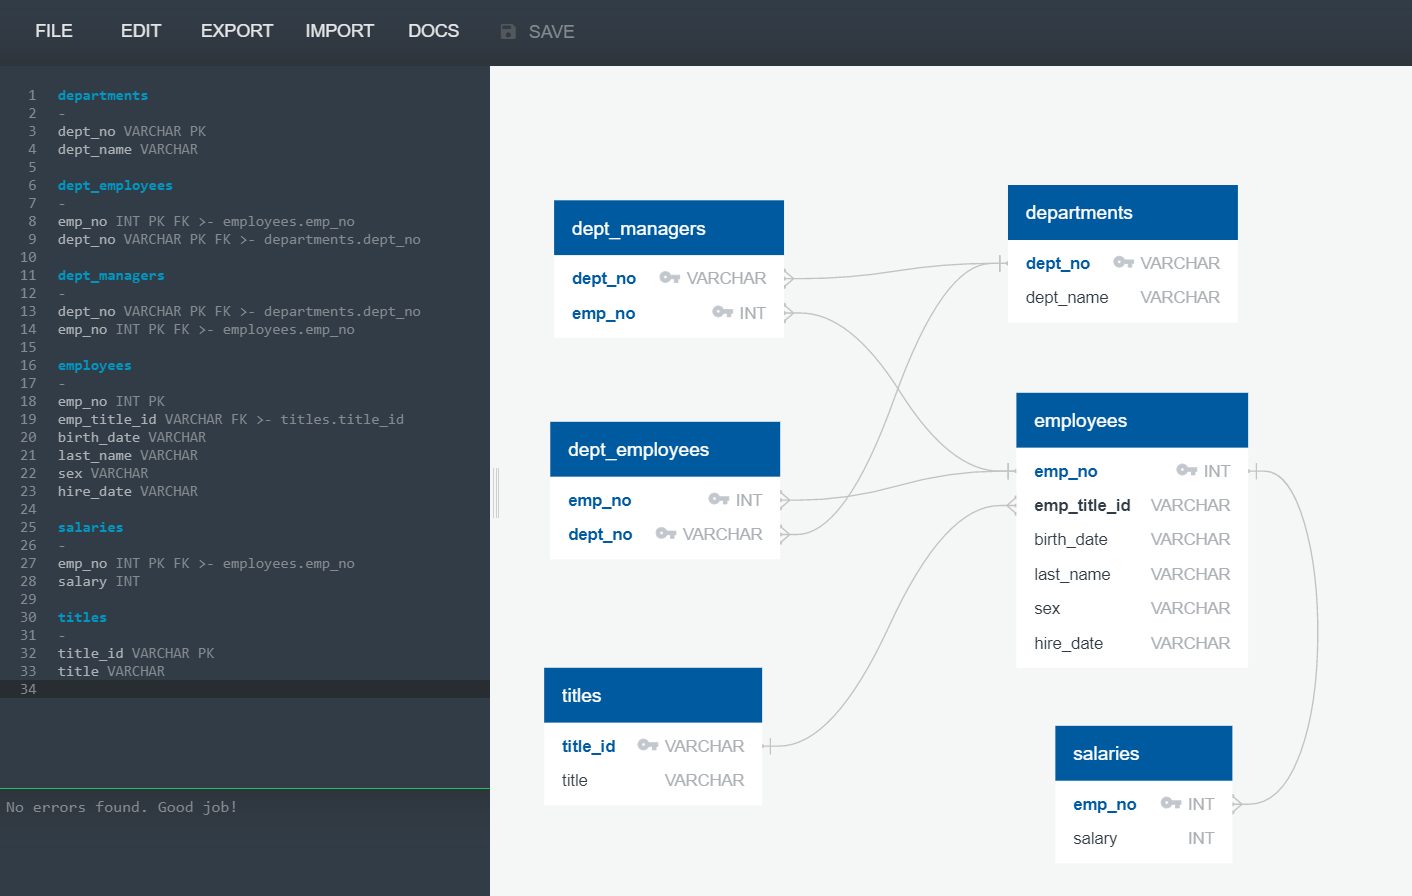 FILE EDIT EXPORT IMPORT DOCS SAVE
1 departments
2 -
3 dept_no VARCHAR PK
4 dept_name VARCHAR
5
6 dept_employees
7 -
8 emp_no INT PK FK >- employees.emp_no
9 dept_no VARCHAR PK FK >- departments.dept_no
10
11 dept_managers
12 -
13 dept_no VARCHAR PK FK >- departments.dept_no
14 emp_no INT PK FK >- employees.emp_no
15
16 employees
17 -
18 emp_no INT PK
19 emp_title_id VARCHAR FK >- titles.title_id
20 birth_date VARCHAR
21 last_name VARCHAR
22 sex VARCHAR
23 hire_date VARCHAR
24
25 salaries
26 -
27 emp_no INT PK FK >- employees.emp_no
28 salary INT
29
30 titles
31 -
32 title_id VARCHAR PK
33 title VARCHAR
34
No errors found. Good job!
dept_managers
dept_no VARCHAR
emp_no INT
departments
dept_no VARCHAR
dept_name VARCHAR
dept_employees
emp_no INT
dept_no VARCHAR
employees
emp_no INT
emp_title_id VARCHAR
birth_date VARCHAR
last_name VARCHAR
sex VARCHAR
hire_date VARCHAR
titles
title_id VARCHAR
title VARCHAR
salaries
emp_no INT
salary INT